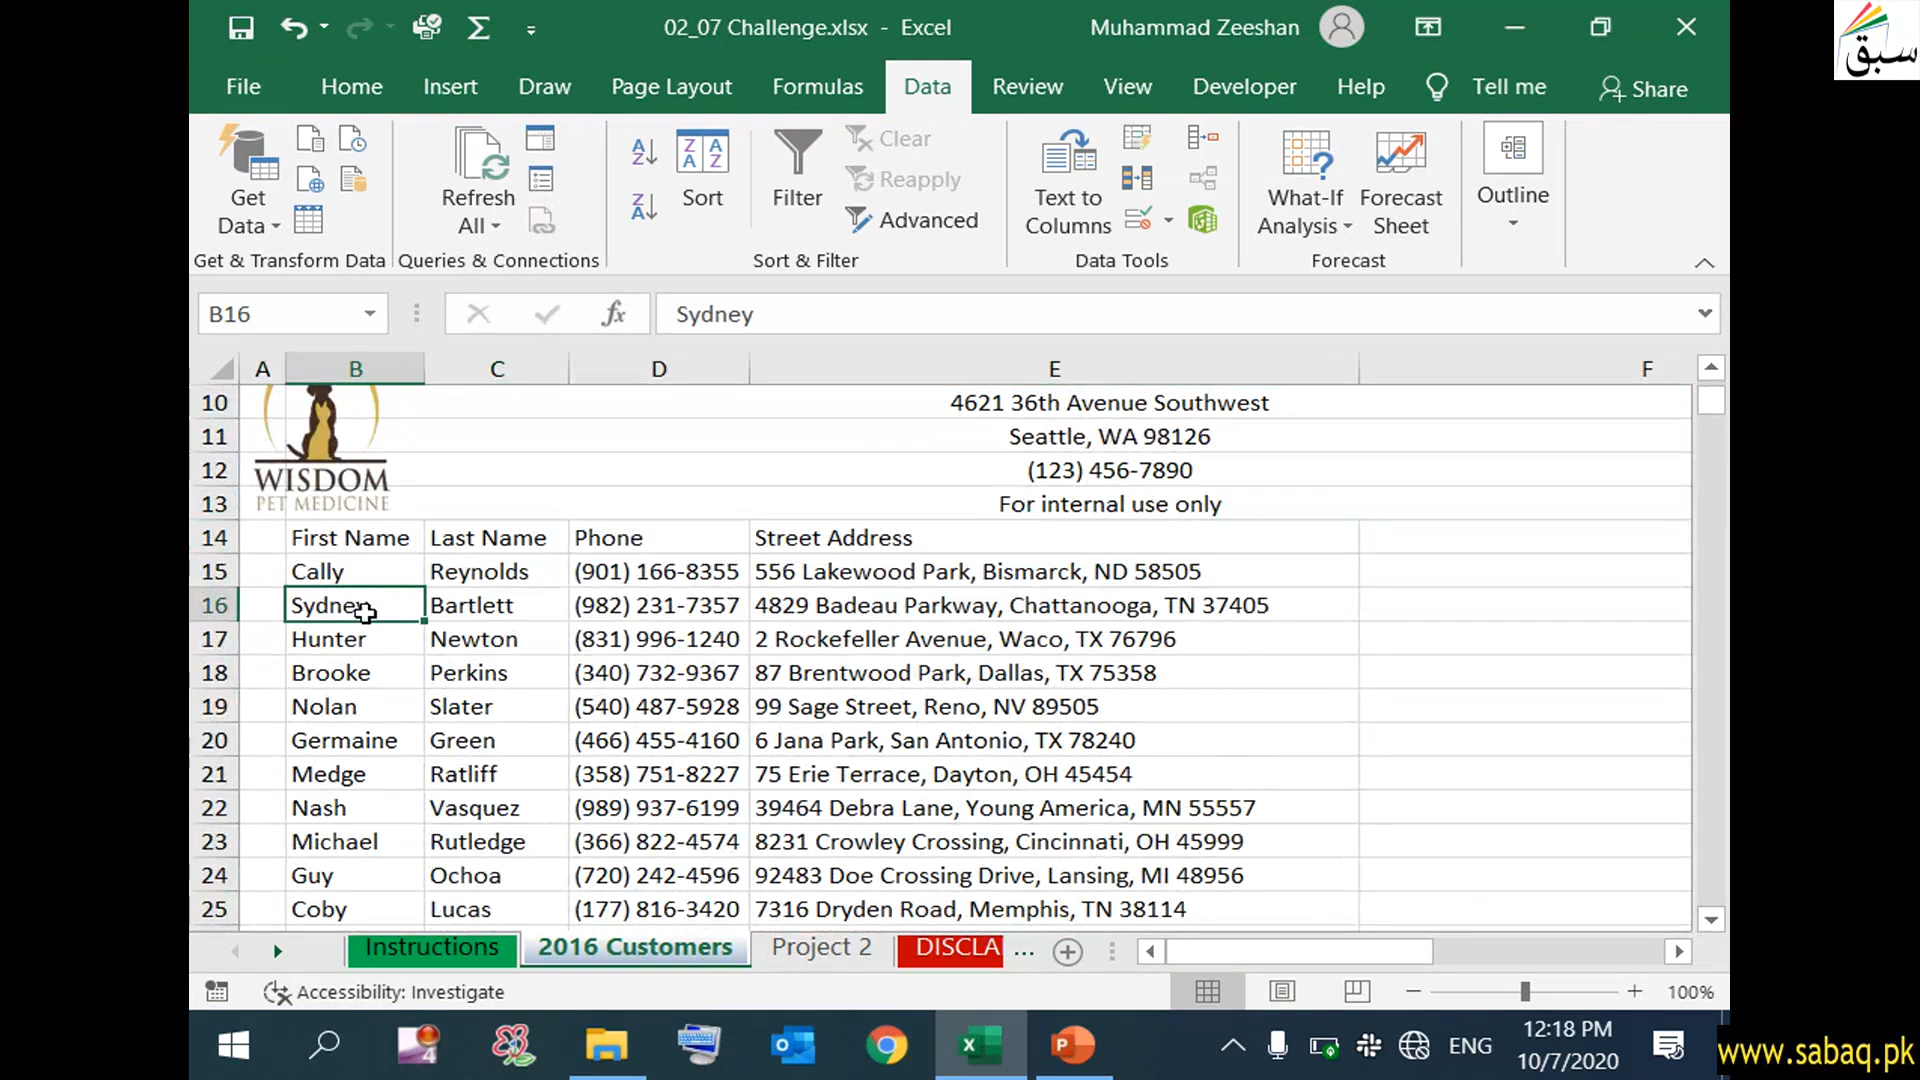 02_07 Challenge.xlsx - Excel
Muhammad Zeeshan
سبق
File Home Insert Draw Page Layout Formulas Data Review View Developer Help Tell me Share
Get Data
Refresh All
Sort
Filter
Clear
Reapply
Advanced
Text to Columns
What-If Analysis
Forecast Sheet
Outline
Get & Transform Data Queries & Connections Sort & Filter Data Tools Forecast
B16 fx Sydney
A B C D E F
10 4621 36th Avenue Southwest
11 Seattle, WA 98126
12 (123) 456-7890
13 For internal use only
WISDOM
PET MEDICINE
14 First Name Last Name Phone Street Address
15 Cally Reynolds (901) 166-8355 556 Lakewood Park, Bismarck, ND 58505
16 Sydney Bartlett (982) 231-7357 4829 Badeau Parkway, Chattanooga, TN 37405
17 Hunter Newton (831) 996-1240 2 Rockefeller Avenue, Waco, TX 76796
18 Brooke Perkins (340) 732-9367 87 Brentwood Park, Dallas, TX 75358
19 Nolan Slater (540) 487-5928 99 Sage Street, Reno, NV 89505
20 Germaine Green (466) 455-4160 6 Jana Park, San Antonio, TX 78240
21 Medge Ratliff (358) 751-8227 75 Erie Terrace, Dayton, OH 45454
22 Nash Vasquez (989) 937-6199 39464 Debra Lane, Young America, MN 55557
23 Michael Rutledge (366) 822-4574 8231 Crowley Crossing, Cincinnati, OH 45999
24 Guy Ochoa (720) 242-4596 92483 Doe Crossing Drive, Lansing, MI 48956
25 Coby Lucas (177) 816-3420 7316 Dryden Road, Memphis, TN 38114
Instructions 2016 Customers Project 2 DISCLA ...
Accessibility: Investigate
100%
ENG
12:18 PM
10/7/2020
www.sabaq.pk